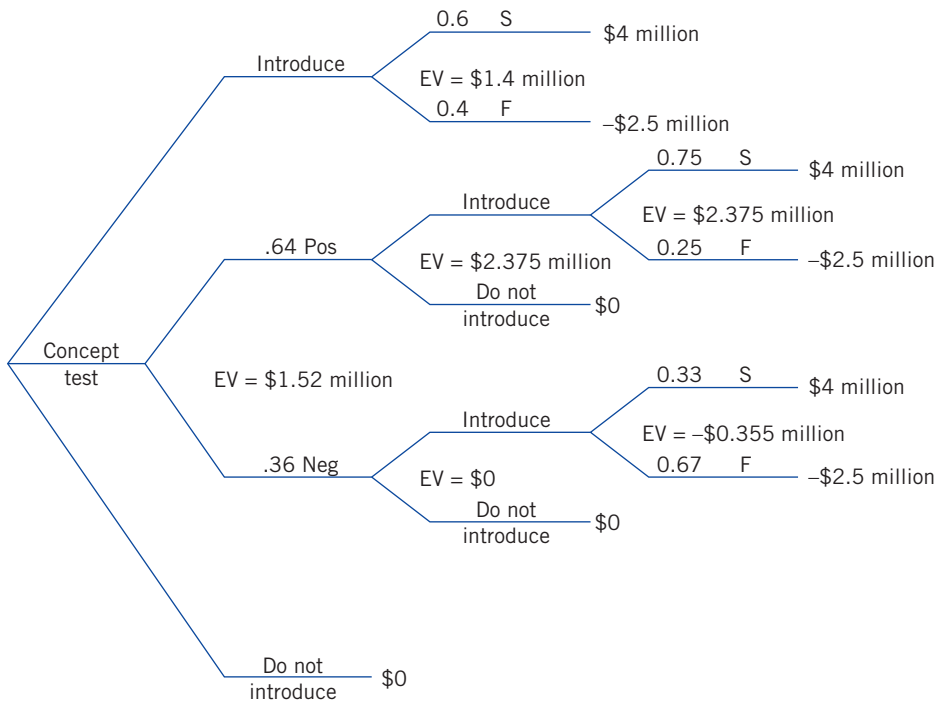 0.6 S
$4 million
Introduce
EV = $1.4 million
0.4 F
–$2.5 million
0.75 S
$4 million
Introduce
EV = $2.375 million
.64 Pos
0.25 F
–$2.5 million
EV = $2.375 million
Do not
introduce
$0
Concept
test
EV = $1.52 million
0.33 S
$4 million
Introduce
EV = –$0.355 million
.36 Neg
0.67 F
–$2.5 million
EV = $0
Do not
introduce
$0
Do not
introduce
$0